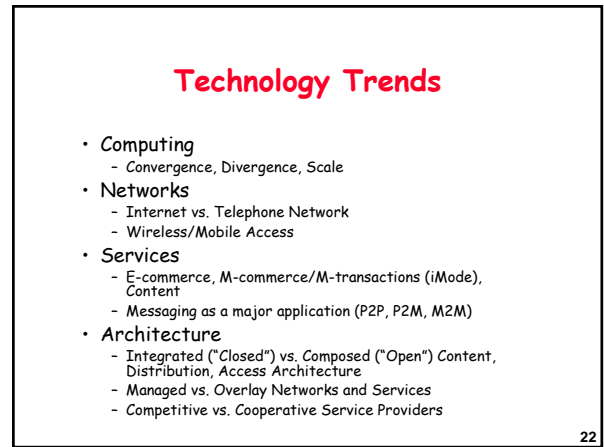 Technology Trends
• Computing
– Convergence, Divergence, Scale
• Networks
– Internet vs. Telephone Network
– Wireless/Mobile Access
• Services
– E-commerce, M-commerce/M-transactions (iMode),
Content
– Messaging as a major application (P2P, P2M, M2M)
• Architecture
– Integrated ("Closed") vs. Composed ("Open") Content,
Distribution, Access Architecture
– Managed vs. Overlay Networks and Services
– Competitive vs. Cooperative Service Providers
22